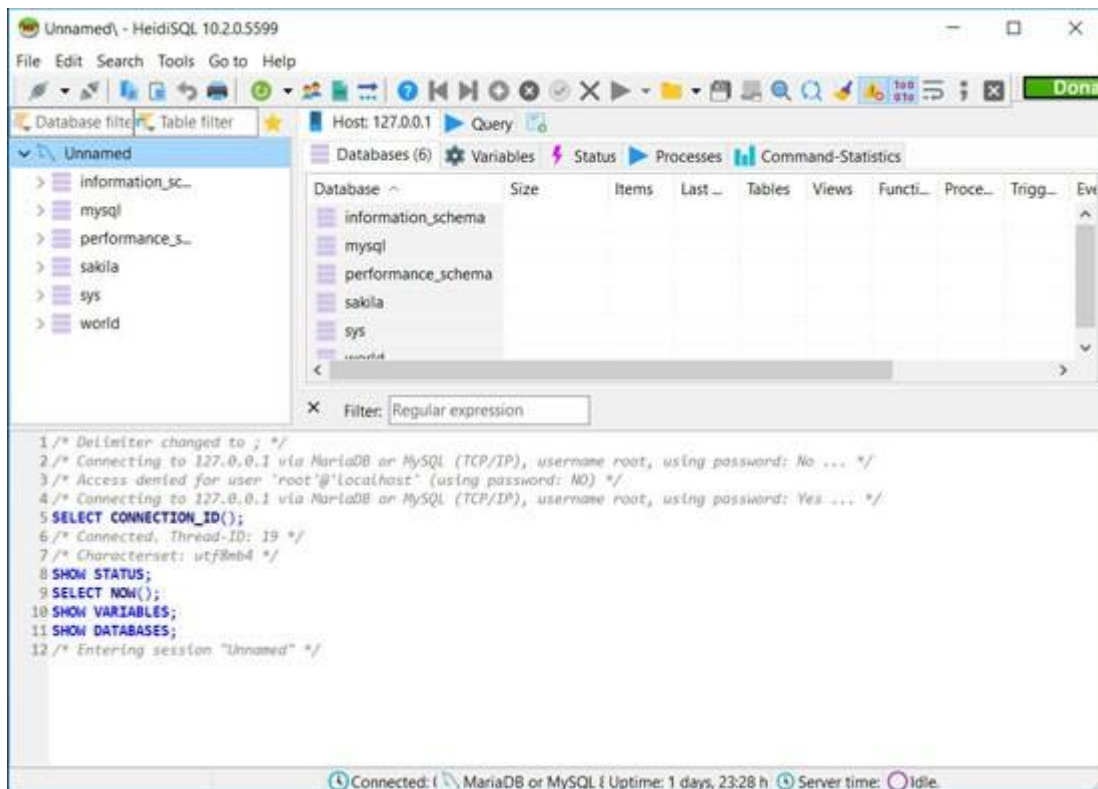 Unnamed\ - HeidiSQL 10.2.0.5599
File Edit Search Tools Go to Help
Dona
Database filte Table filter
Host: 127.0.0.1 Query
Unnamed
Databases (6) Variables Status Processes Command-Statistics
information_sc...
mysql
performance_s...
sakila
sys
world
Database Size Items Last ... Tables Views Functi... Proce... Trigg... Eve
information_schema
mysql
performance_schema
sakila
sys
world
Filter: Regular expression
1 /* Delimiter changed to ; */
2 /* Connecting to 127.0.0.1 via MariaDB or MySQL (TCP/IP), username root, using password: No ... */
3 /* Access denied for user 'root'@'localhost' (using password: NO) */
4 /* Connecting to 127.0.0.1 via MariaDB or MySQL (TCP/IP), username root, using password: Yes ... */
5 SELECT CONNECTION_ID();
6 /* Connected. Thread-ID: 19 */
7 /* Characterset: utf8mb4 */
8 SHOW STATUS;
9 SELECT NOW();
10 SHOW VARIABLES;
11 SHOW DATABASES;
12 /* Entering session "Unnamed" */
Connected: ( MariaDB or MySQL Uptime: 1 days, 23:28 h Server time: Idle.